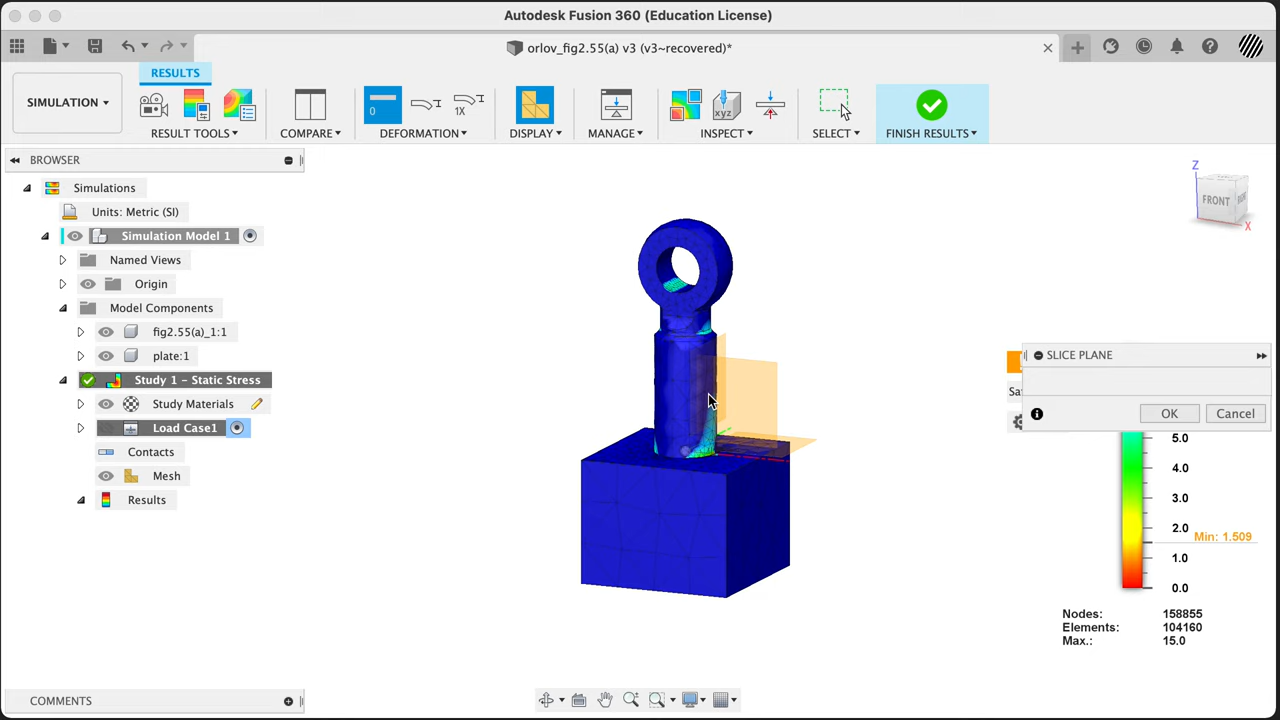 Autodesk Fusion 360 (Education License)
orlov_fig2.55(a) v3 (v3~recovered)*
RESULTS
SIMULATION
0
1X
xyz
RESULT TOOLS
COMPARE
DEFORMATION
DISPLAY
MANAGE
INSPECT
SELECT
FINISH RESULTS
BROWSER
Simulations
Units: Metric (SI)
Simulation Model 1
Named Views
Origin
Model Components
fig2.55(a)_1:1
plate:1
Study 1 - Static Stress
Study Materials
Load Case1
Contacts
Mesh
Results
Z
FRONT
X
SLICE PLANE
OK
Cancel
5.0
4.0
3.0
2.0
Min: 1.509
1.0
0.0
Nodes: 158855
Elements: 104160
Max.: 15.0
COMMENTS